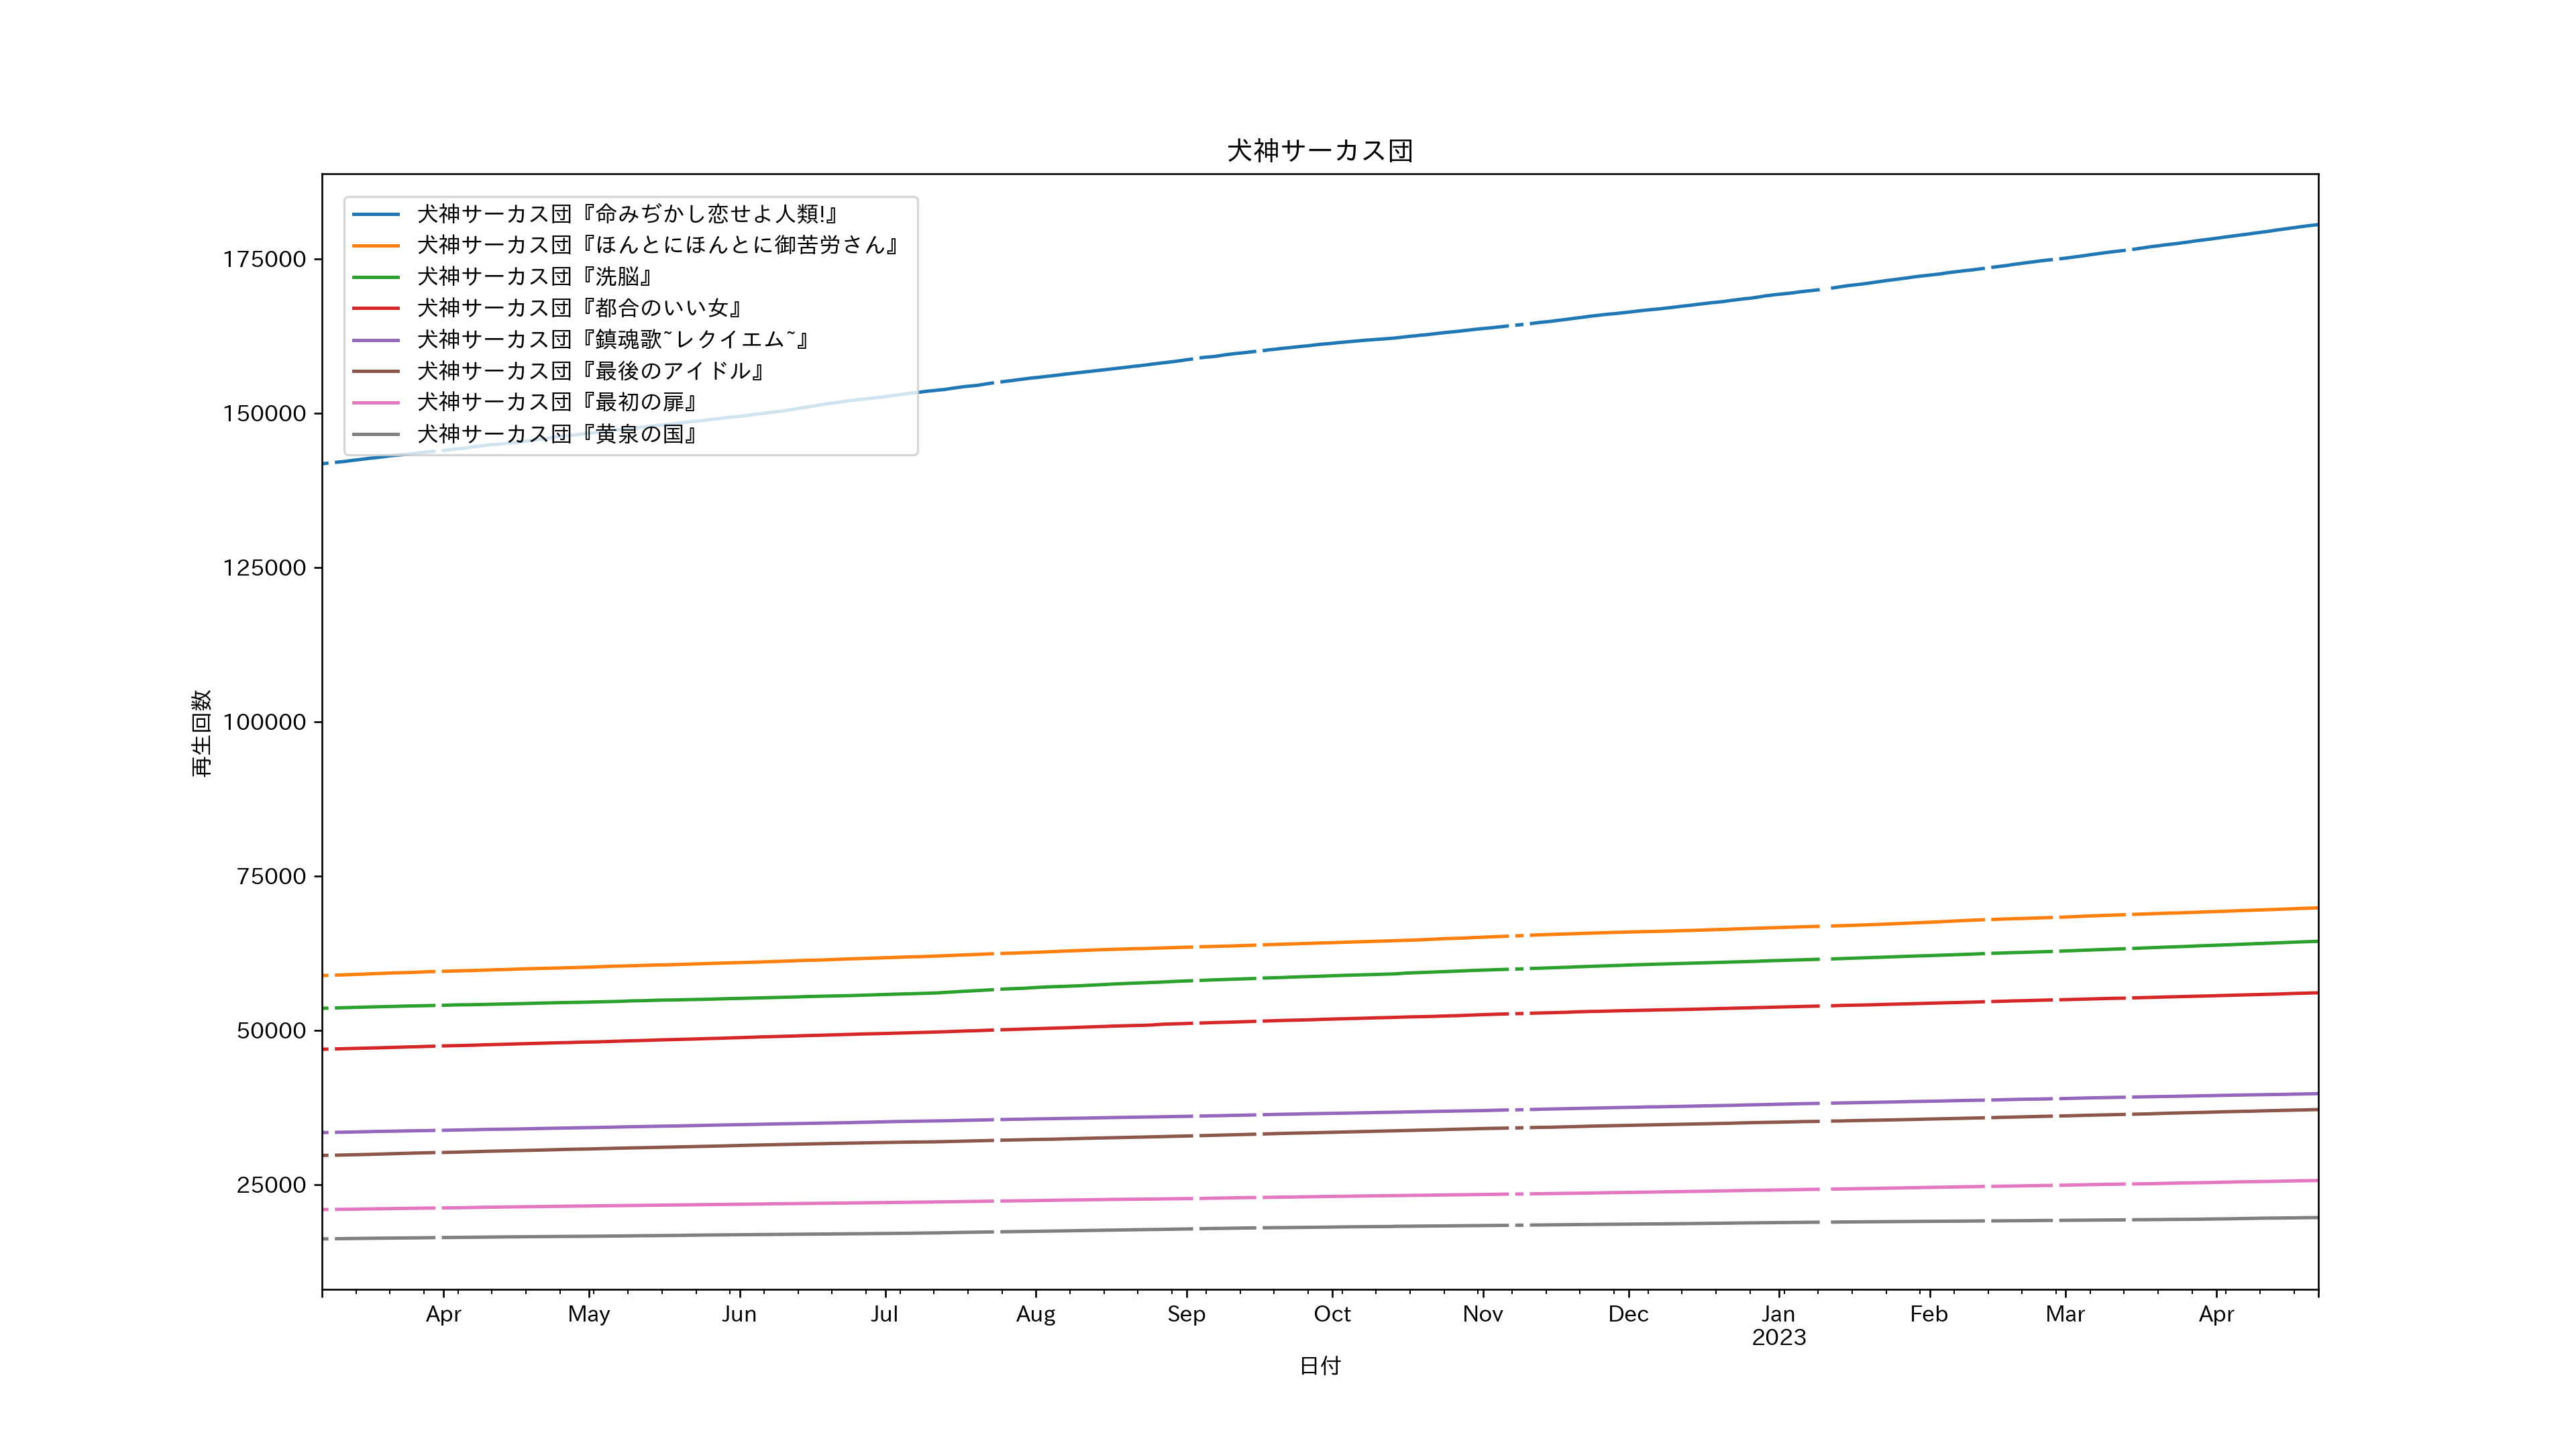 犬神サーカス団
犬神サーカス団『命みぢかし恋せよ人類!』
犬神サーカス団『ほんとにほんとに御苦労さん』
犬神サーカス団『洗脳』
犬神サーカス団『都合のいい女』
犬神サーカス団『鎮魂歌~レクイエム~』
犬神サーカス団『最後のアイドル』
犬神サーカス団『最初の扉』
犬神サーカス団『黄泉の国』
175000
150000
125000
100000
75000
50000
25000
再生回数
Apr May Jun Jul Aug Sep Oct Nov Dec Jan Feb Mar Apr
2023
日付